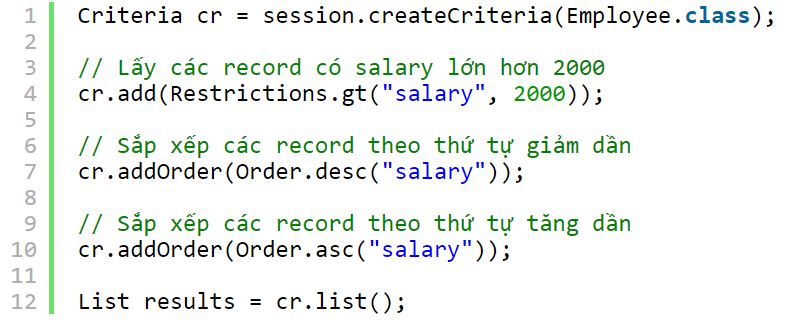 1 Criteria cr = session.createCriteria(Employee.class);
2
3 // Lấy các record có salary lớn hơn 2000
4 cr.add(Restrictions.gt("salary", 2000));
5
6 // Sắp xếp các record theo thứ tự giảm dần
7 cr.addOrder(Order.desc("salary"));
8
9 // Sắp xếp các record theo thứ tự tăng dần
10 cr.addOrder(Order.asc("salary"));
11
12 List results = cr.list();